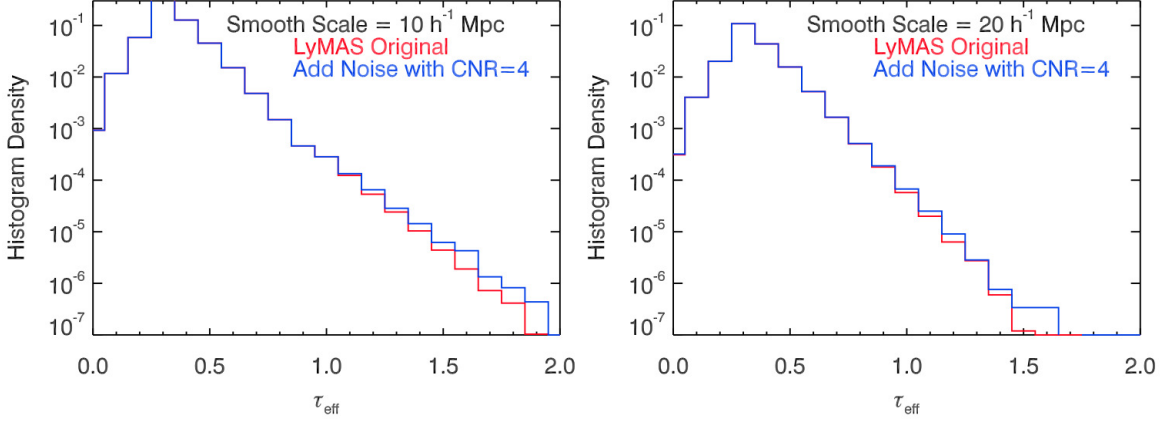 Smooth Scale = 10 h⁻¹ Mpc
LyMAS Original
Add Noise with CNR=4
Histogram Density
10⁻¹
10⁻²
10⁻³
10⁻⁴
10⁻⁵
10⁻⁶
10⁻⁷
0.0 0.5 1.0 1.5 2.0
τeff
Smooth Scale = 20 h⁻¹ Mpc
LyMAS Original
Add Noise with CNR=4
Histogram Density
10⁻¹
10⁻²
10⁻³
10⁻⁴
10⁻⁵
10⁻⁶
10⁻⁷
0.0 0.5 1.0 1.5 2.0
τeff